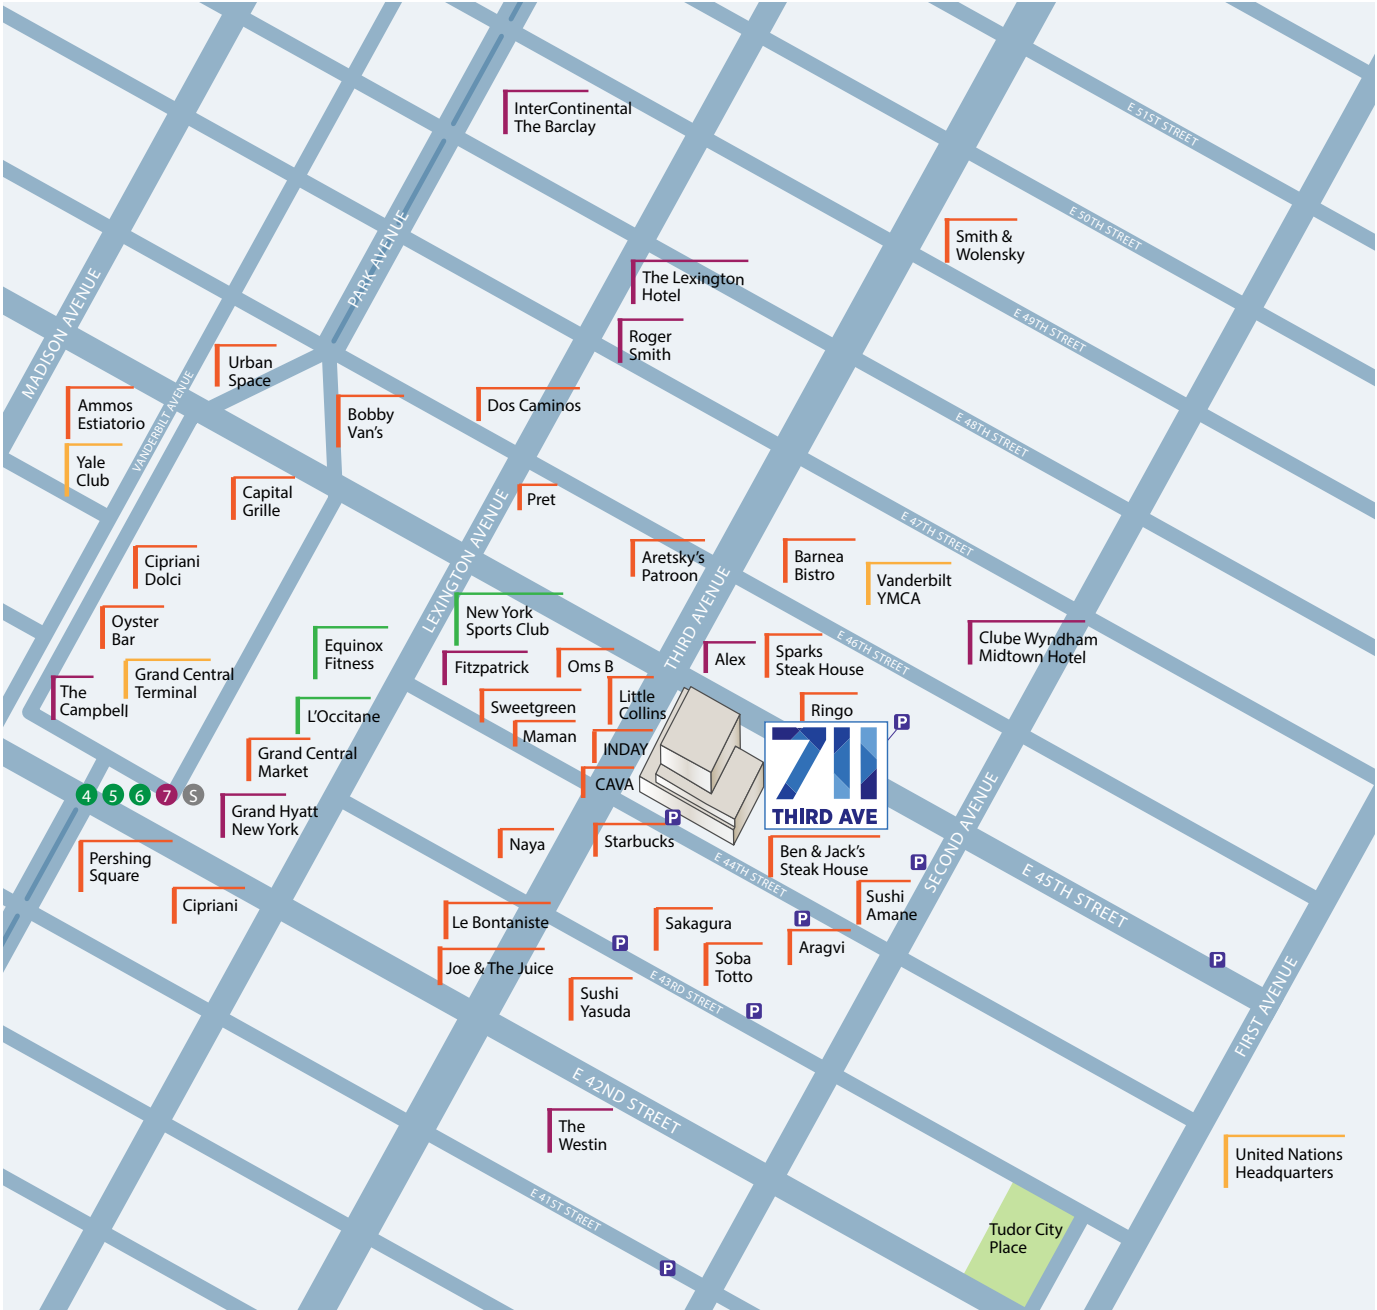 InterContinental
The Barclay
E 51ST STREET
E 50TH STREET
Smith &
Wolensky
PARK AVENUE
The Lexington
Hotel
E 49TH STREET
MADISON AVENUE
Roger
Smith
Urban
Space
VANDERBILT AVENUE
Ammos
Estiatorio
Bobby
Van's
Dos Caminos
E 48TH STREET
Yale
Club
Capital
Grille
Pret
E 47TH STREET
LEXINGTON AVENUE
Cipriani
Dolci
Aretsky's
Patroon
Barnea
Bistro
Vanderbilt
YMCA
THIRD AVENUE
Oyster
Bar
New York
Sports Club
Equinox
Fitness
E 46TH STREET
Clube Wyndham
Midtown Hotel
Fitzpatrick
Oms B
Alex
Sparks
Steak House
Grand Central
Terminal
The
Campbell
L'Occitane
Sweetgreen
Little
Collins
Ringo
P
Maman
INDAY
Grand Central
Market
CAVA
711
THIRD AVE
4
5
6
7
S
Grand Hyatt
New York
P
Naya
Starbucks
E 44TH STREET
Ben & Jack's
Steak House
P
SECOND AVENUE
E 45TH STREET
Pershing
Square
Cipriani
Sushi
Amane
Le Bontaniste
Sakagura
P
Aragvi
P
Joe & The Juice
Soba
Totto
P
Sushi
Yasuda
E 43RD STREET
P
FIRST AVENUE
E 42ND STREET
The
Westin
United Nations
Headquarters
E 41ST STREET
Tudor City
Place
P